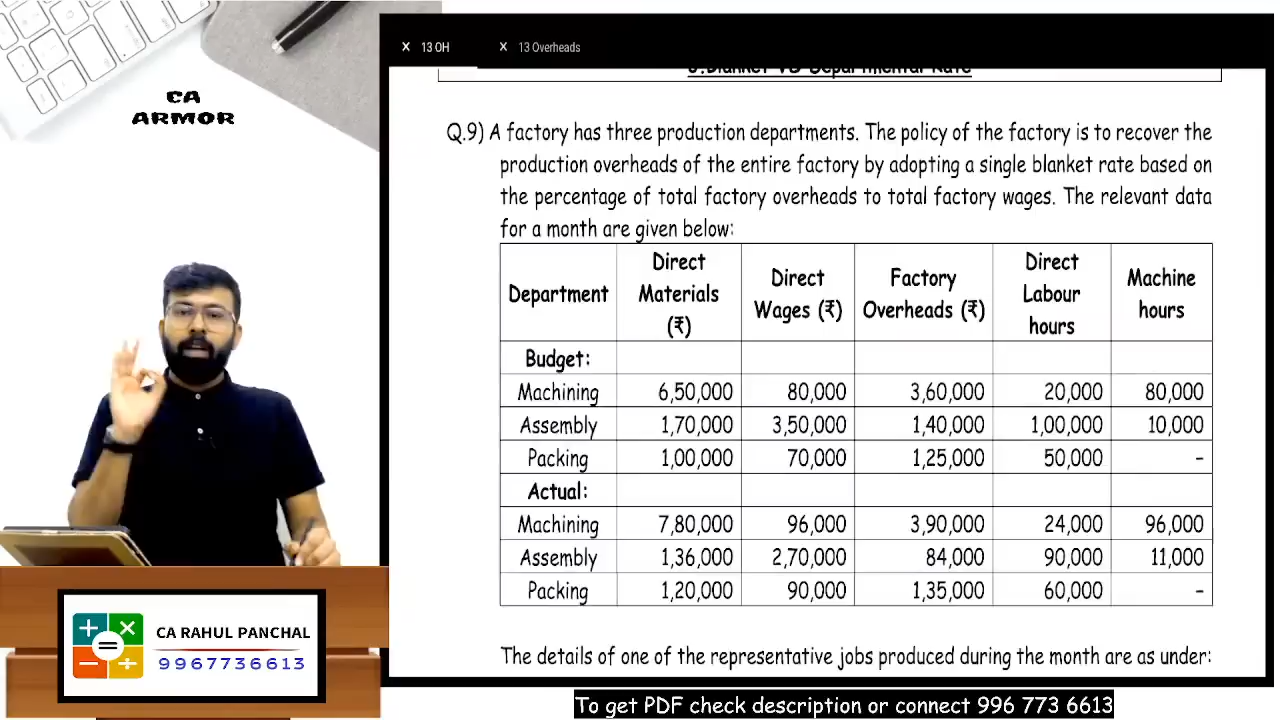 13 OH
13 Overheads
CA
ARMOR
Blanket VS Departmental Rate
Q.9) A factory has three production departments. The policy of the factory is to recover the
production overheads of the entire factory by adopting a single blanket rate based on
the percentage of total factory overheads to total factory wages. The relevant data
for a month are given below:
Department Direct Materials (₹) Direct Wages (₹) Factory Overheads (₹) Direct Labour hours Machine hours
Budget:
Machining 6,50,000 80,000 3,60,000 20,000 80,000
Assembly 1,70,000 3,50,000 1,40,000 1,00,000 10,000
Packing 1,00,000 70,000 1,25,000 50,000 -
Actual:
Machining 7,80,000 96,000 3,90,000 24,000 96,000
Assembly 1,36,000 2,70,000 84,000 90,000 11,000
Packing 1,20,000 90,000 1,35,000 60,000 -
The details of one of the representative jobs produced during the month are as under:
CA RAHUL PANCHAL
9967736613
To get PDF check description or connect 996 773 6613